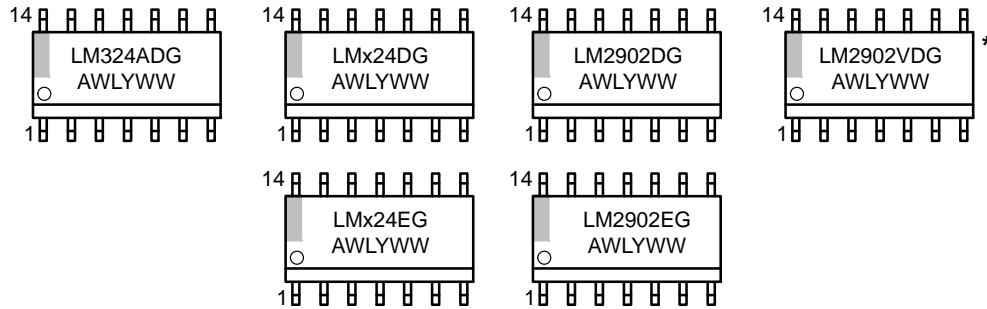 14 14 14 14
LM324ADG LMx24DG LM2902DG LM2902VDG *
AWLYWW AWLYWW AWLYWW AWLYWW
1 1 1 1
14 14
LMx24EG LM2902EG
AWLYWW AWLYWW
1 1